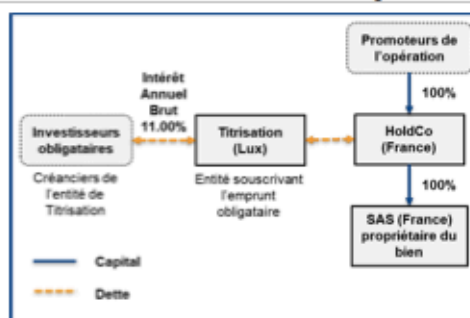 Promoteurs de
l'opération
100%
Intérêt
Annuel
Brut
11.00%
Investisseurs
obligataires
Titrisation
(Lux)
HoldCo
(France)
Créanciers de
l'entité de
Titrisation
Entité souscrivant
l'emprunt
obligataire
100%
SAS (France)
propriétaire du
bien
Capital
Dette